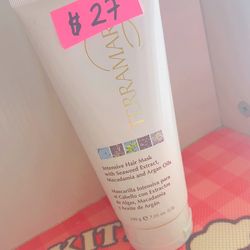 $27
TERRAMAR
Intensive Hair Mask
with Seaweed Extract,
Macadamia and Argan Oils
Mascarilla Intensiva para
el Cabello con Extractos
de Algas, Macadamia
y Aceite de Argán
KIT